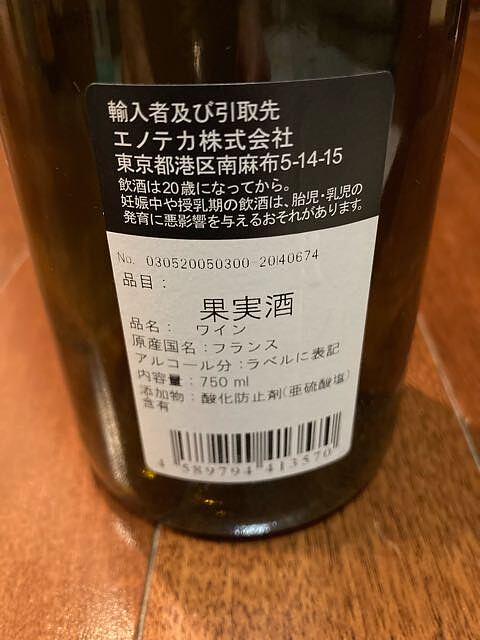 輸入者及び引取先
エノテカ株式会社
東京都港区南麻布5-14-15
飲酒は20歳になってから。
妊娠中や授乳期の飲酒は、胎児・乳児の
発育に悪影響を与えるおそれがあります。
No. 030520050300-20140674
品目：
果実酒
品名： ワイン
原産国名：フランス
アルコール分：ラベルに表記
内容量：750 ml
添加物：酸化防止剤(亜硫酸塩)
含有
4 589794 413570